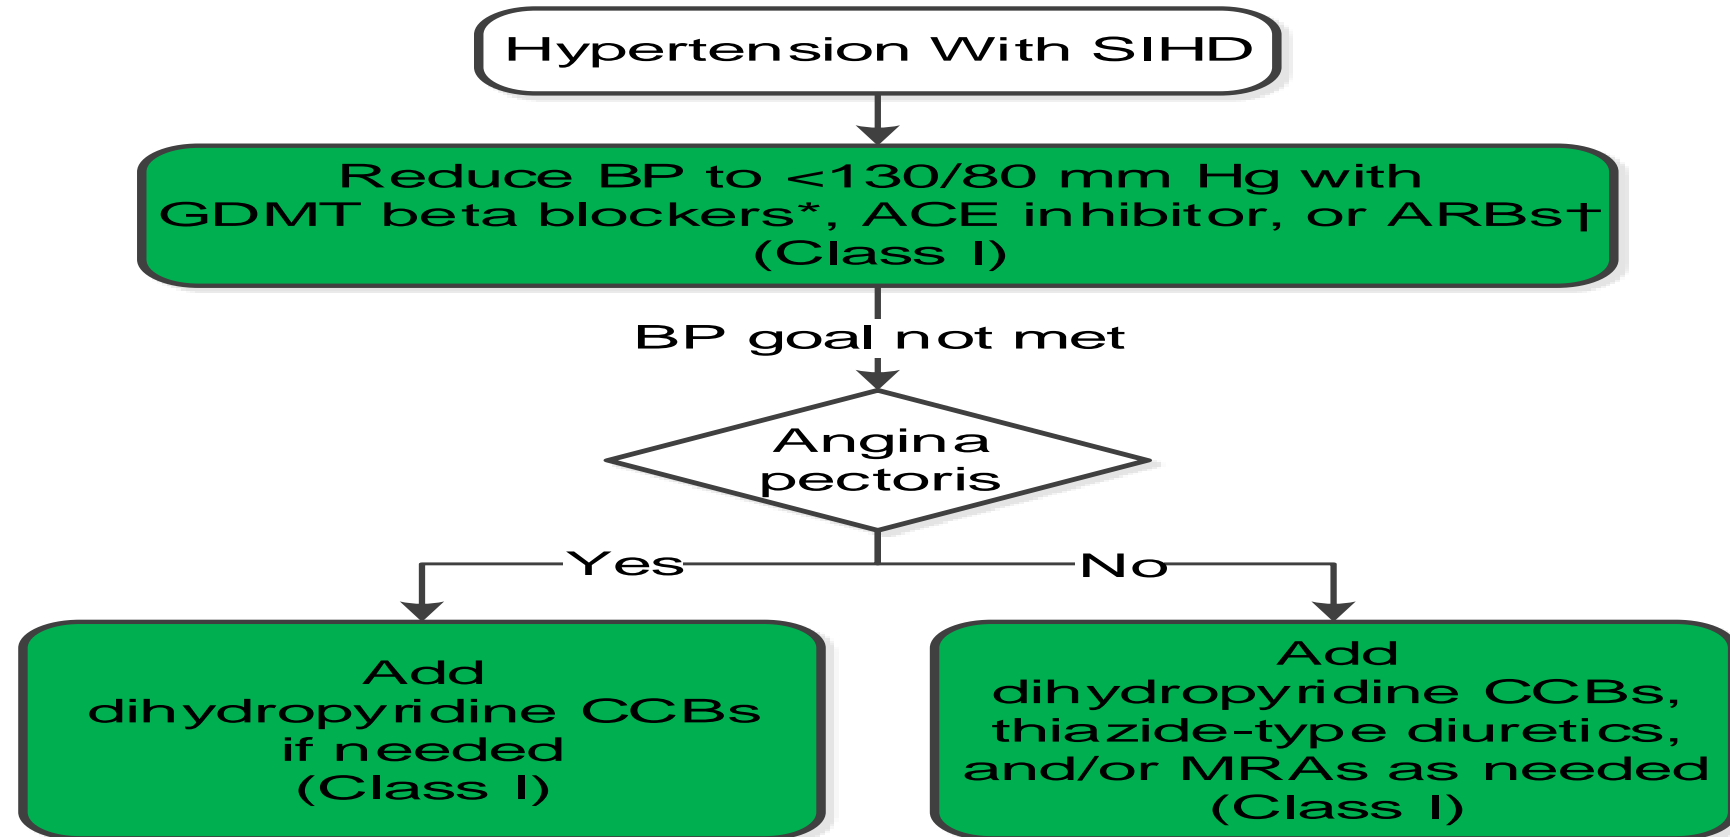 Hypertension With SIHD
Reduce BP to <130/80 mm Hg with
GDMT beta blockers*, ACE inhibitor, or ARBs†
(Class I)
BP goal not met
Angina
pectoris
Yes
No
Add
dihydropyridine CCBs
if needed
(Class I)
Add
dihydropyridine CCBs,
thiazide-type diuretics,
and/or MRAs as needed
(Class I)